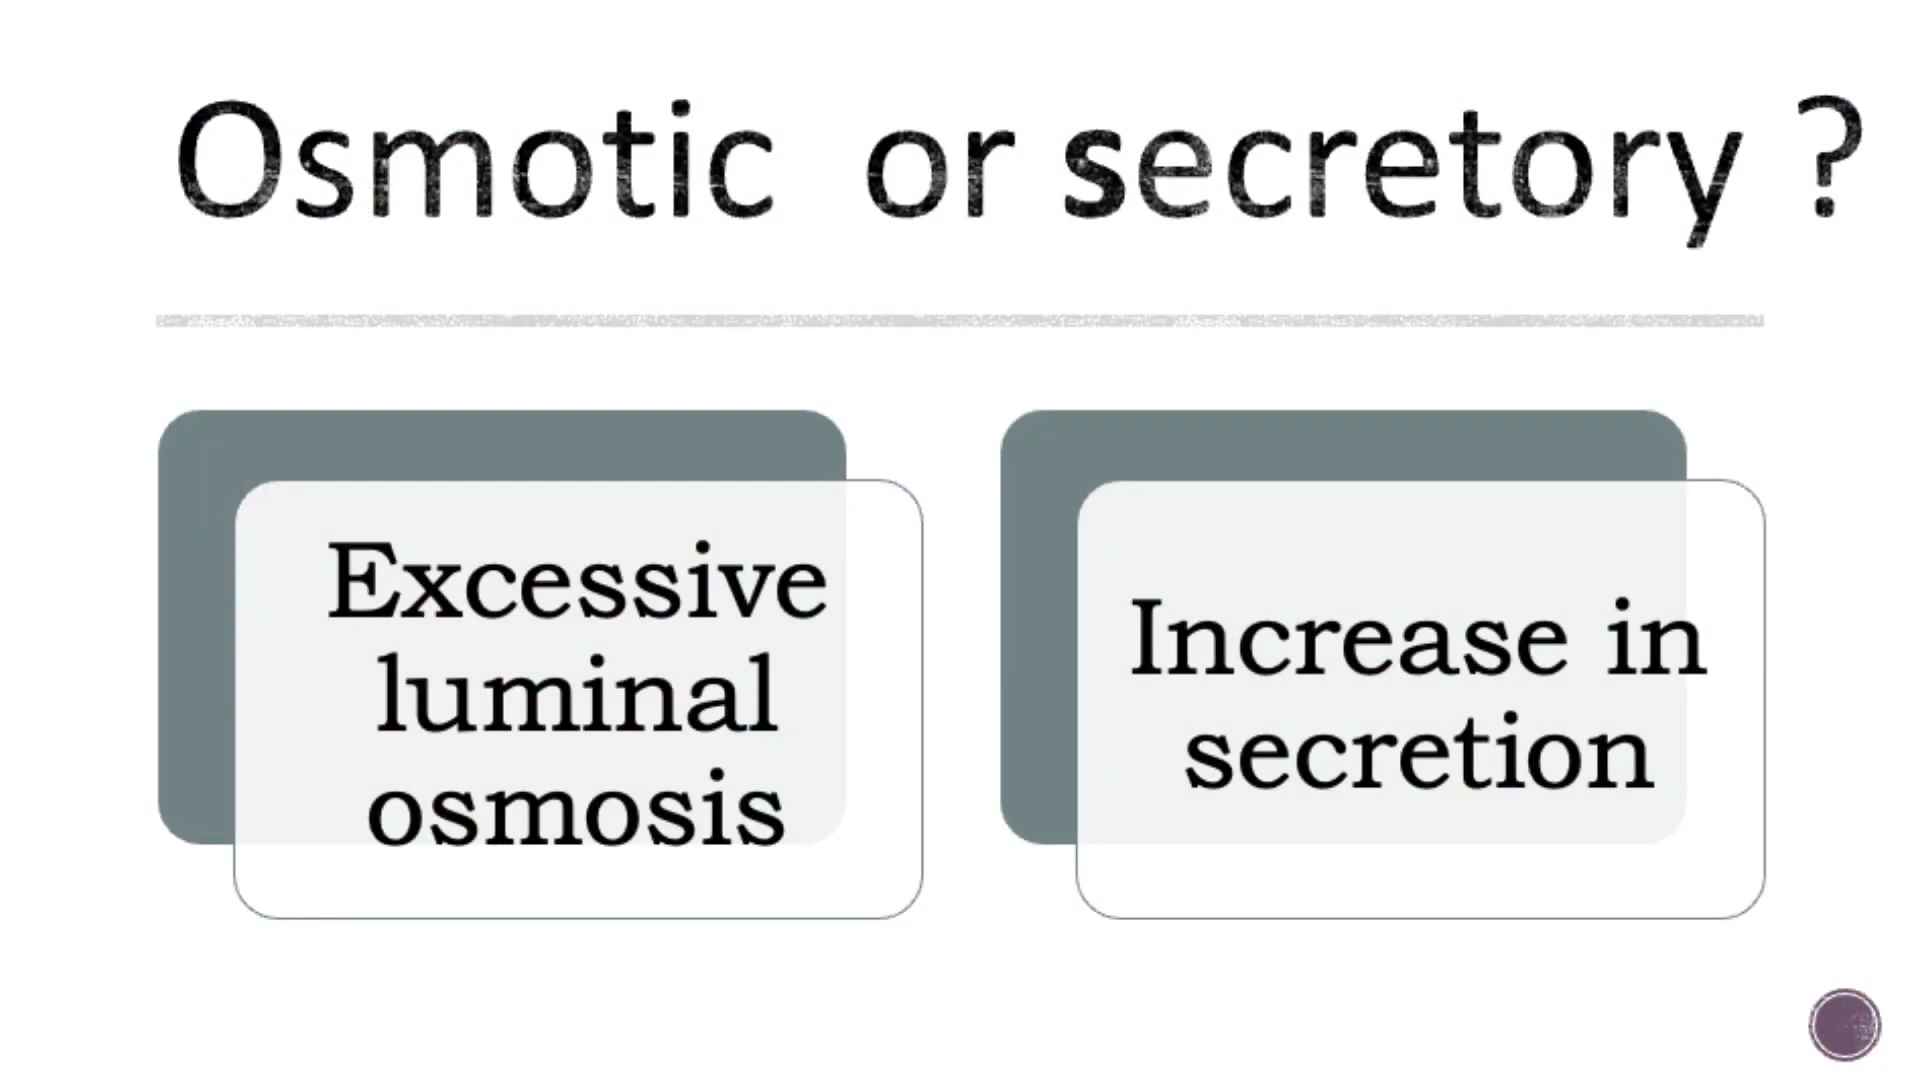 Osmotic or secretory ?
Excessive
luminal
osmosis
Increase in
secretion